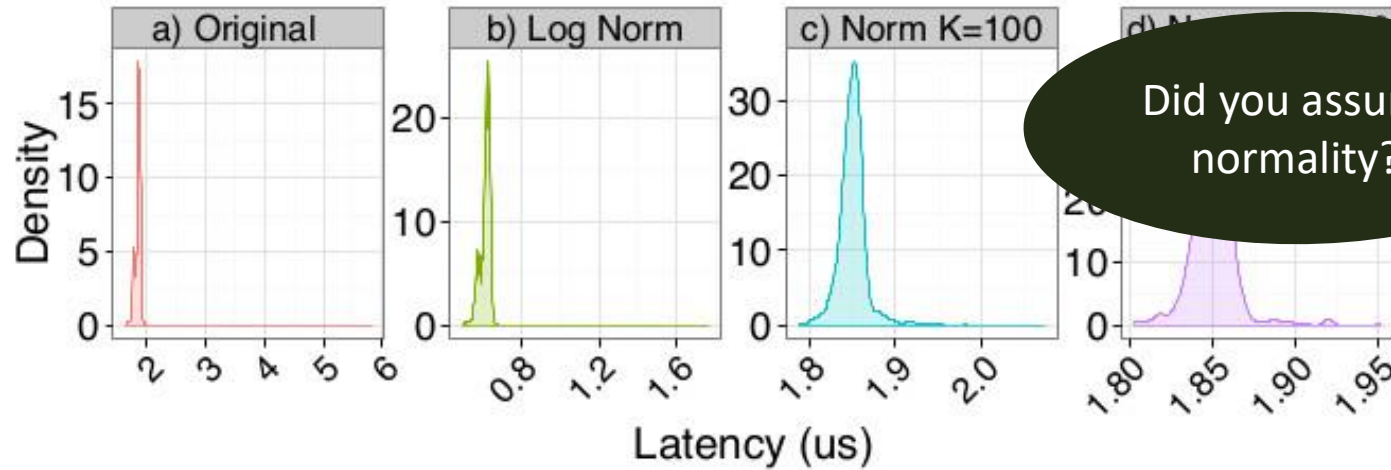 a) Original
b) Log Norm
c) Norm K=100
d)
Did you
normality?
Density
15
10
5
0
20
10
0
30
20
10
0
20
10
0
2 3 4 5 6
0.8 1.2 1.6
1.8 1.9 2.0
1.80 1.85 1.90 1.95
Latency (us)